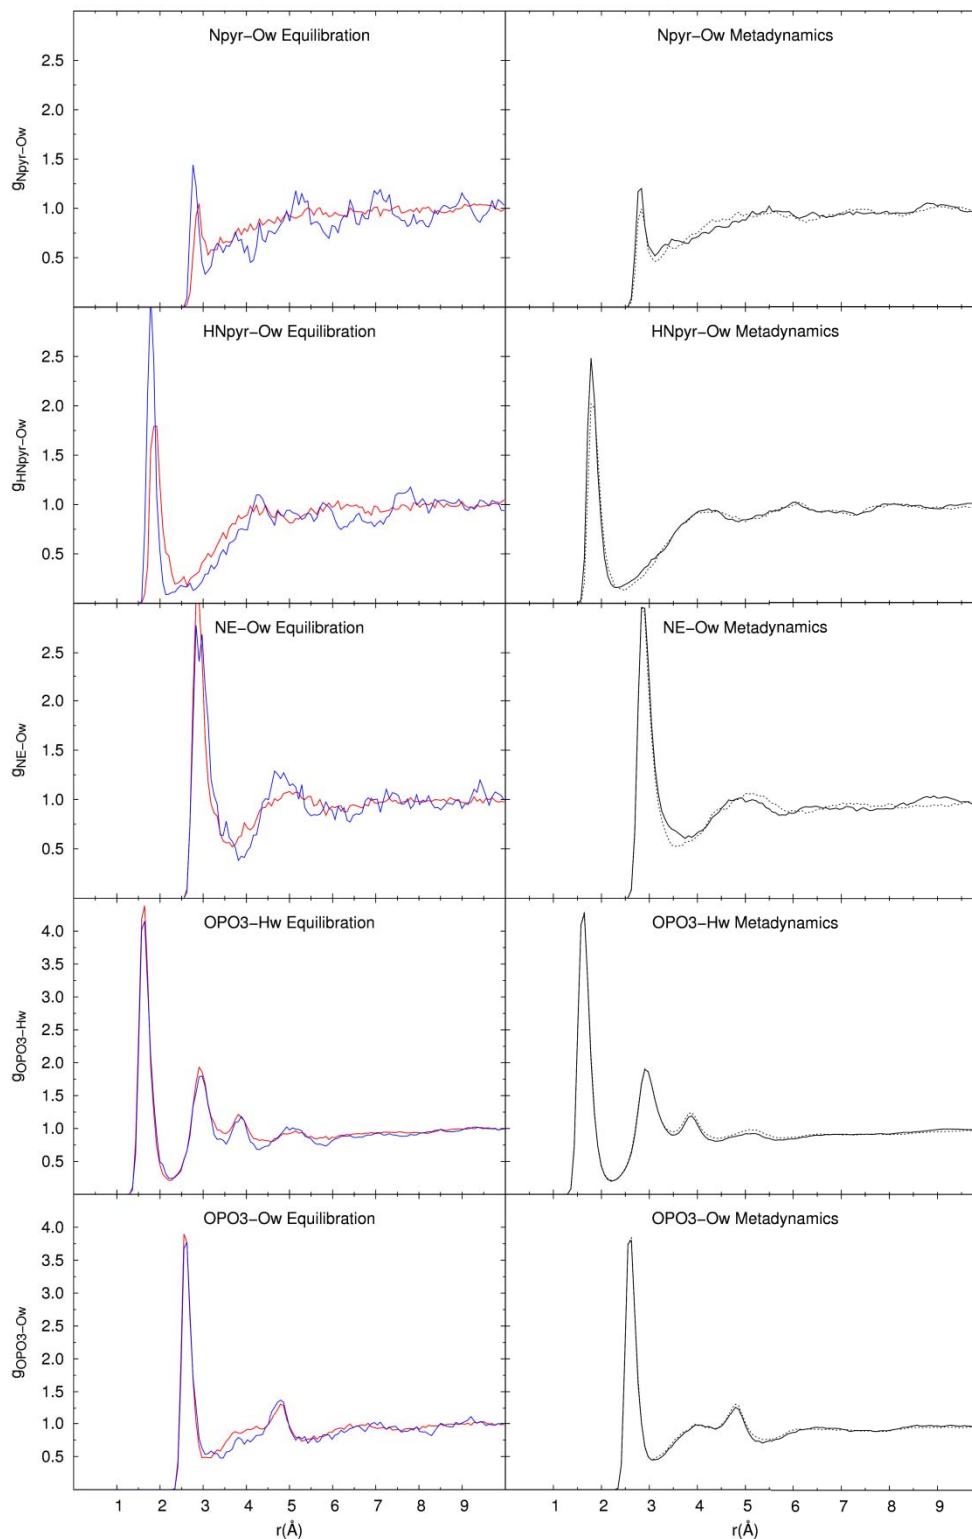 Npyr-Ow Equilibration
Npyr-Ow Metadynamics
2.5
2.0
1.5
1.0
0.5
gNpyr-Ow
HNpyr-Ow Equilibration
HNpyr-Ow Metadynamics
2.5
2.0
1.5
1.0
0.5
gHNpyr-Ow
NE-Ow Equilibration
NE-Ow Metadynamics
2.5
2.0
1.5
1.0
0.5
gNE-Ow
OPO3-Hw Equilibration
OPO3-Hw Metadynamics
4.0
3.5
3.0
2.5
2.0
1.5
1.0
0.5
gOPO3-Hw
OPO3-Ow Equilibration
OPO3-Ow Metadynamics
4.0
3.5
3.0
2.5
2.0
1.5
1.0
0.5
gOPO3-Ow
1 2 3 4 5 6 7 8 9 1 2 3 4 5 6 7 8 9
r(Å) r(Å)